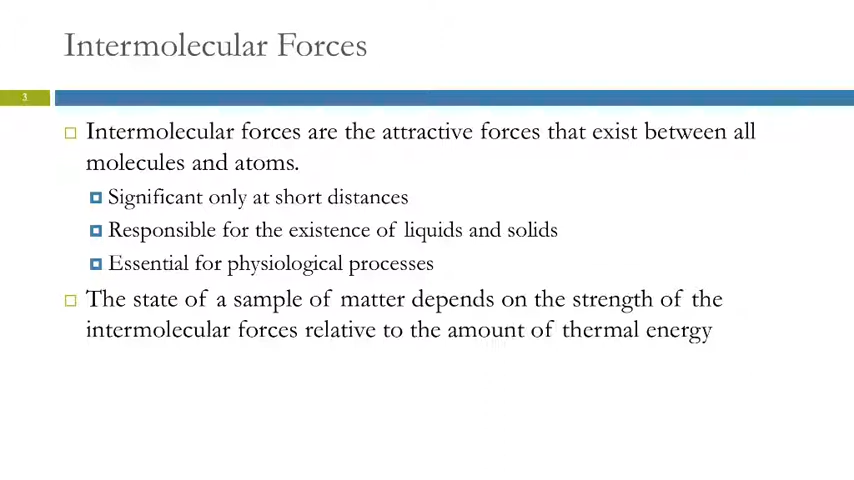 Intermolecular Forces
3
Intermolecular forces are the attractive forces that exist between all
molecules and atoms.
Significant only at short distances
Responsible for the existence of liquids and solids
Essential for physiological processes
The state of a sample of matter depends on the strength of the
intermolecular forces relative to the amount of thermal energy